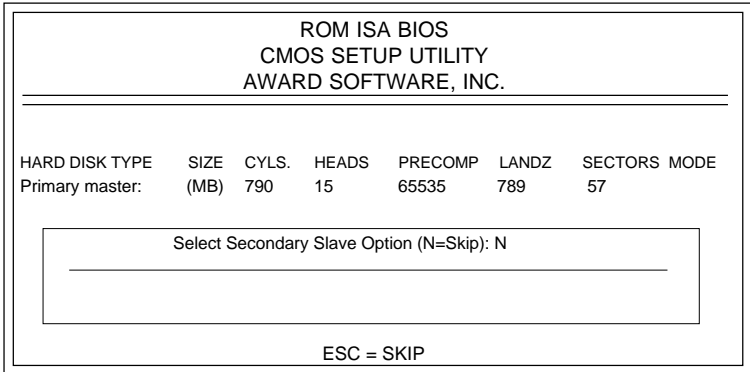 ROM ISA BIOS
CMOS SETUP UTILITY
AWARD SOFTWARE, INC.
HARD DISK TYPE SIZE CYLS. HEADS PRECOMP LANDZ SECTORS MODE
Primary master: (MB) 790 15 65535 789 57
Select Secondary Slave Option (N=Skip): N
ESC = SKIP